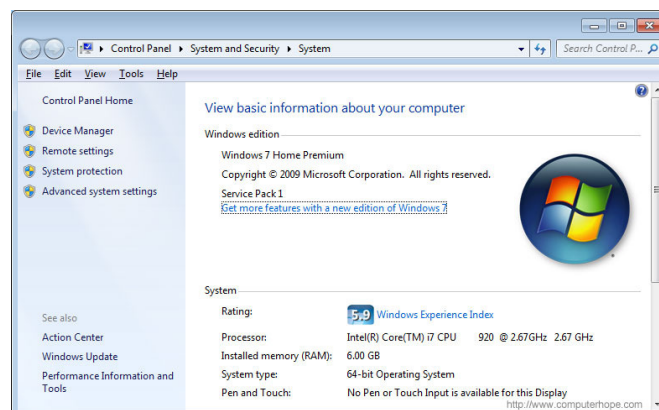 Control Panel ▸ System and Security ▸ System
Search Control P...
File Edit View Tools Help
Control Panel Home
Device Manager
Remote settings
System protection
Advanced system settings
See also
Action Center
Windows Update
Performance Information and
Tools
View basic information about your computer
Windows edition
Windows 7 Home Premium
Copyright © 2009 Microsoft Corporation. All rights reserved.
Service Pack 1
Get more features with a new edition of Windows 7
System
Rating: 5.9 Windows Experience Index
Processor: Intel(R) Core(TM) i7 CPU 920 @ 2.67GHz 2.67 GHz
Installed memory (RAM): 6.00 GB
System type: 64-bit Operating System
Pen and Touch: No Pen or Touch Input is available for this Display
http://www.computerhope.com